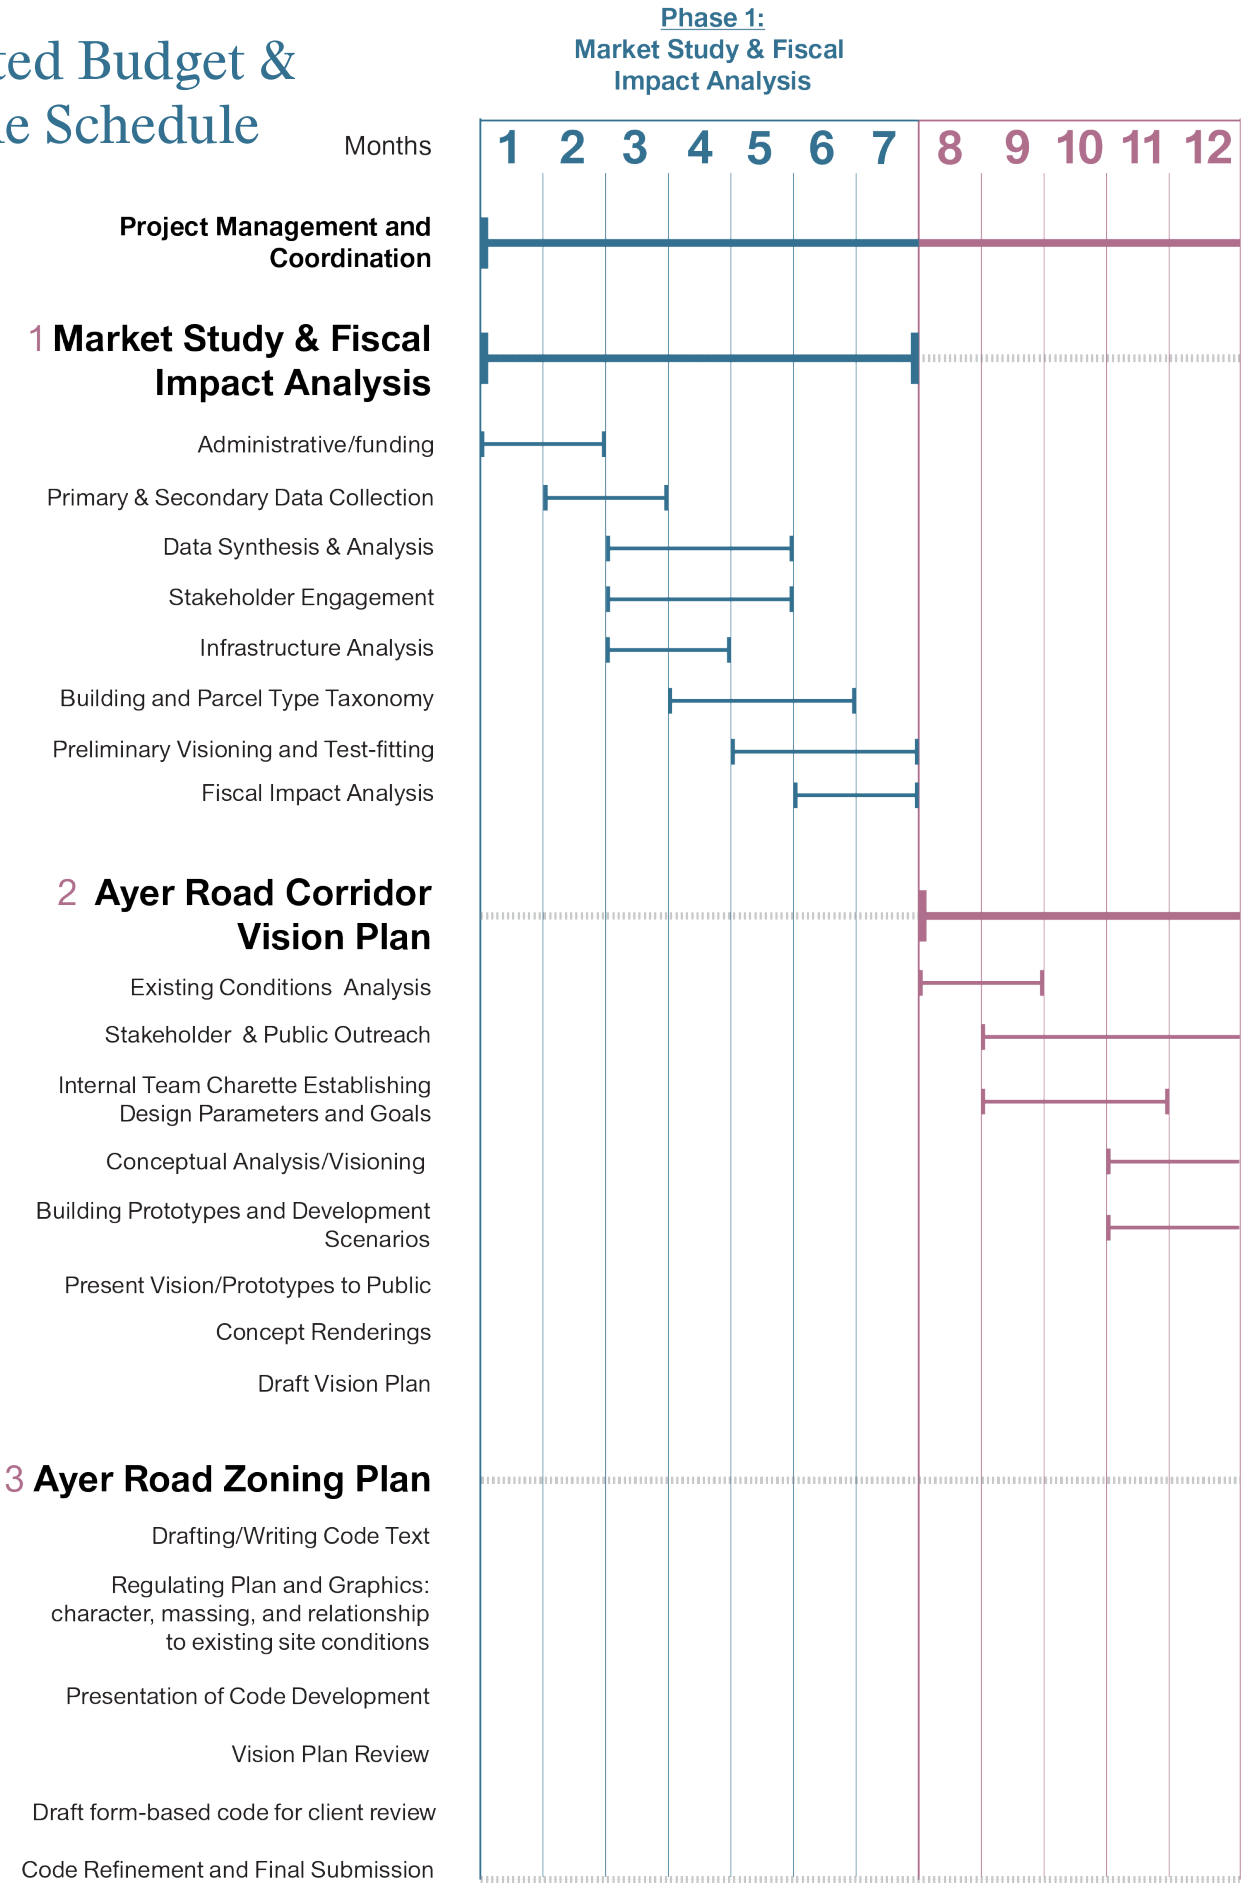 Phase 1:
Market Study & Fiscal
Impact Analysis
Budget &
Schedule
Months
1 2 3 4 5 6 7 8 9 10 11 12
Project Management and
Coordination
1 Market Study & Fiscal
Impact Analysis
Administrative/funding
Primary & Secondary Data Collection
Data Synthesis & Analysis
Stakeholder Engagement
Infrastructure Analysis
Building and Parcel Type Taxonomy
Preliminary Visioning and Test-fitting
Fiscal Impact Analysis
2 Ayer Road Corridor
Vision Plan
Existing Conditions Analysis
Stakeholder & Public Outreach
Internal Team Charette Establishing
Design Parameters and Goals
Conceptual Analysis/Visioning
Building Prototypes and Development
Scenarios
Present Vision/Prototypes to Public
Concept Renderings
Draft Vision Plan
3 Ayer Road Zoning Plan
Drafting/Writing Code Text
Regulating Plan and Graphics:
character, massing, and relationship
to existing site conditions
Presentation of Code Development
Vision Plan Review
Draft form-based code for client review
Code Refinement and Final Submission